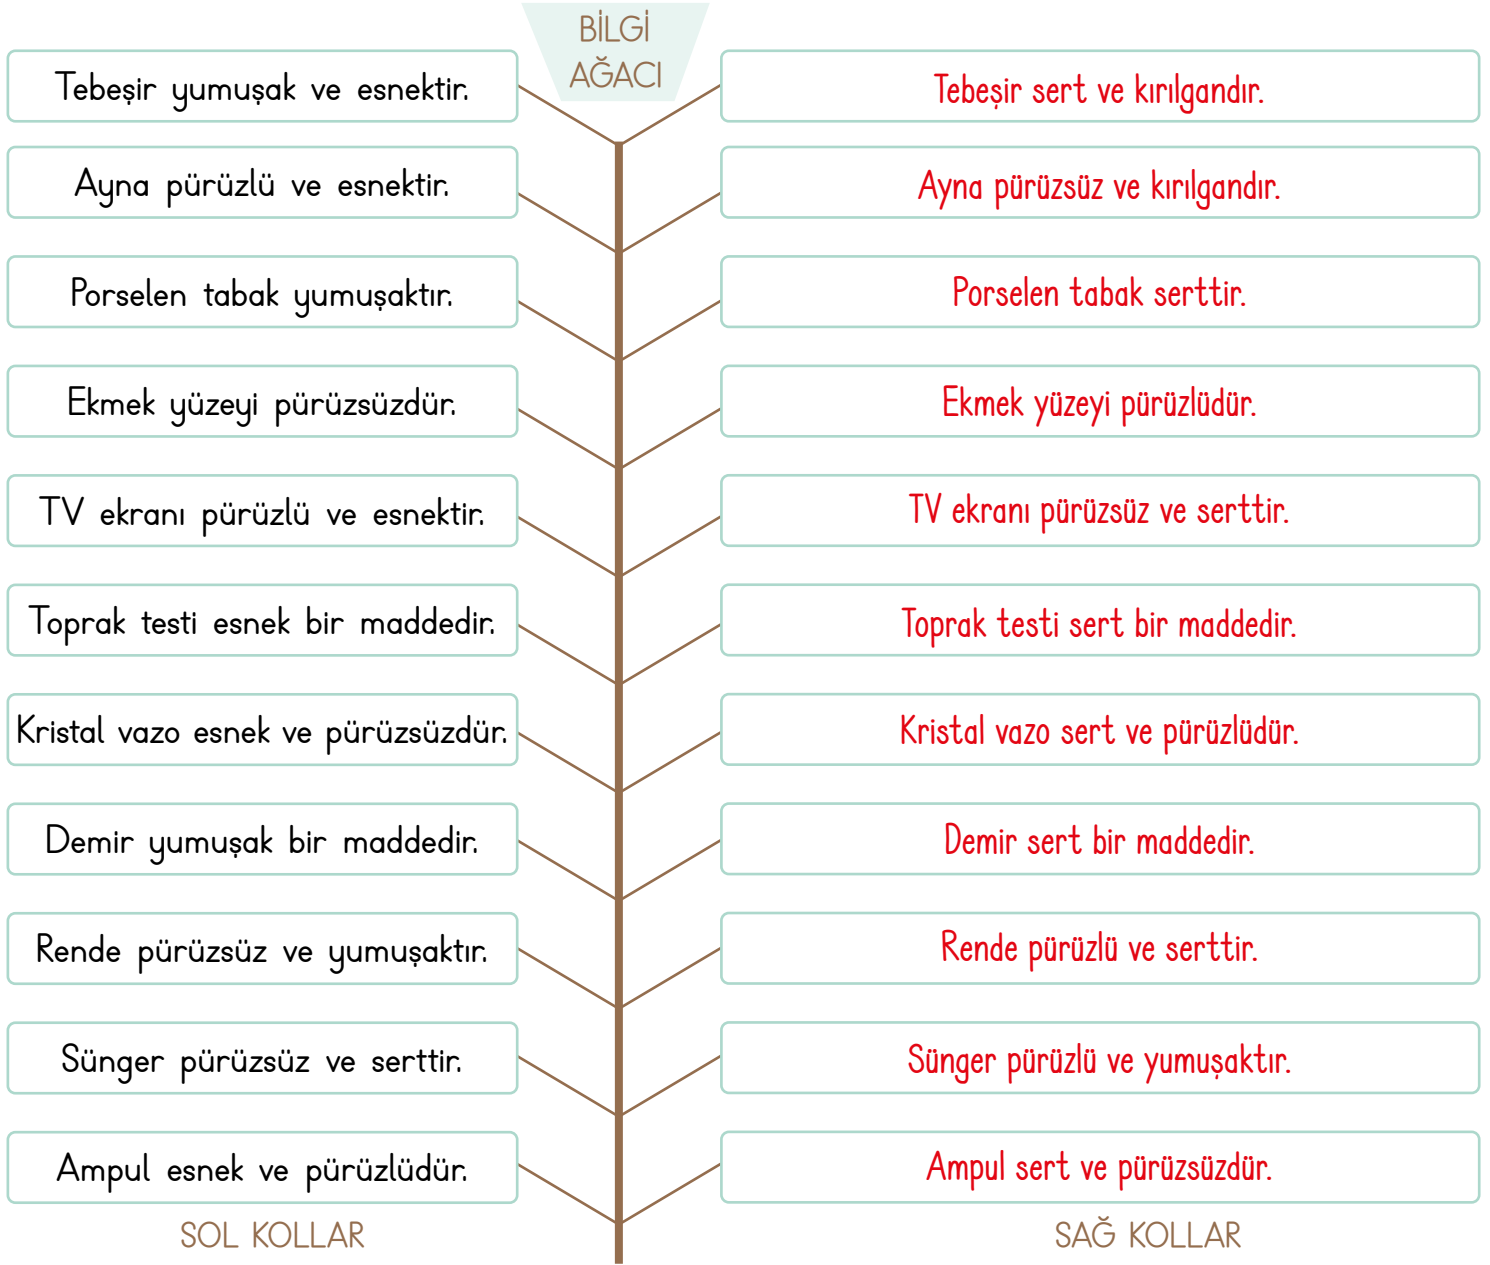 BİLGİ
AĞACI
Tebeşir yumuşak ve esnektir.
Tebeşir sert ve kırılgandır.
Ayna pürüzlü ve esnektir.
Ayna pürüzsüz ve kırılgandır.
Porselen tabak yumuşaktır.
Porselen tabak serttir.
Ekmek yüzeyi pürüzsüzdür.
Ekmek yüzeyi pürüzlüdür.
TV ekranı pürüzlü ve esnektir.
TV ekranı pürüzsüz ve serttir.
Toprak testi esnek bir maddedir.
Toprak testi sert bir maddedir.
Kristal vazo esnek ve pürüzsüzdür.
Kristal vazo sert ve pürüzlüdür.
Demir yumuşak bir maddedir.
Demir sert bir maddedir.
Rende pürüzsüz ve yumuşaktır.
Rende pürüzlü ve serttir.
Sünger pürüzsüz ve serttir.
Sünger pürüzlü ve yumuşaktır.
Ampul esnek ve pürüzlüdür.
Ampul sert ve pürüzsüzdür.
SOL KOLLAR
SAĞ KOLLAR